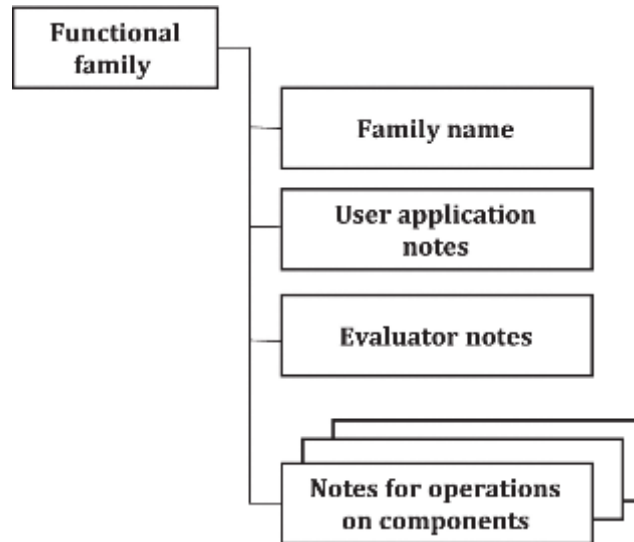 Functional
family
Family name
User application
notes
Evaluator notes
Notes for operations
on components